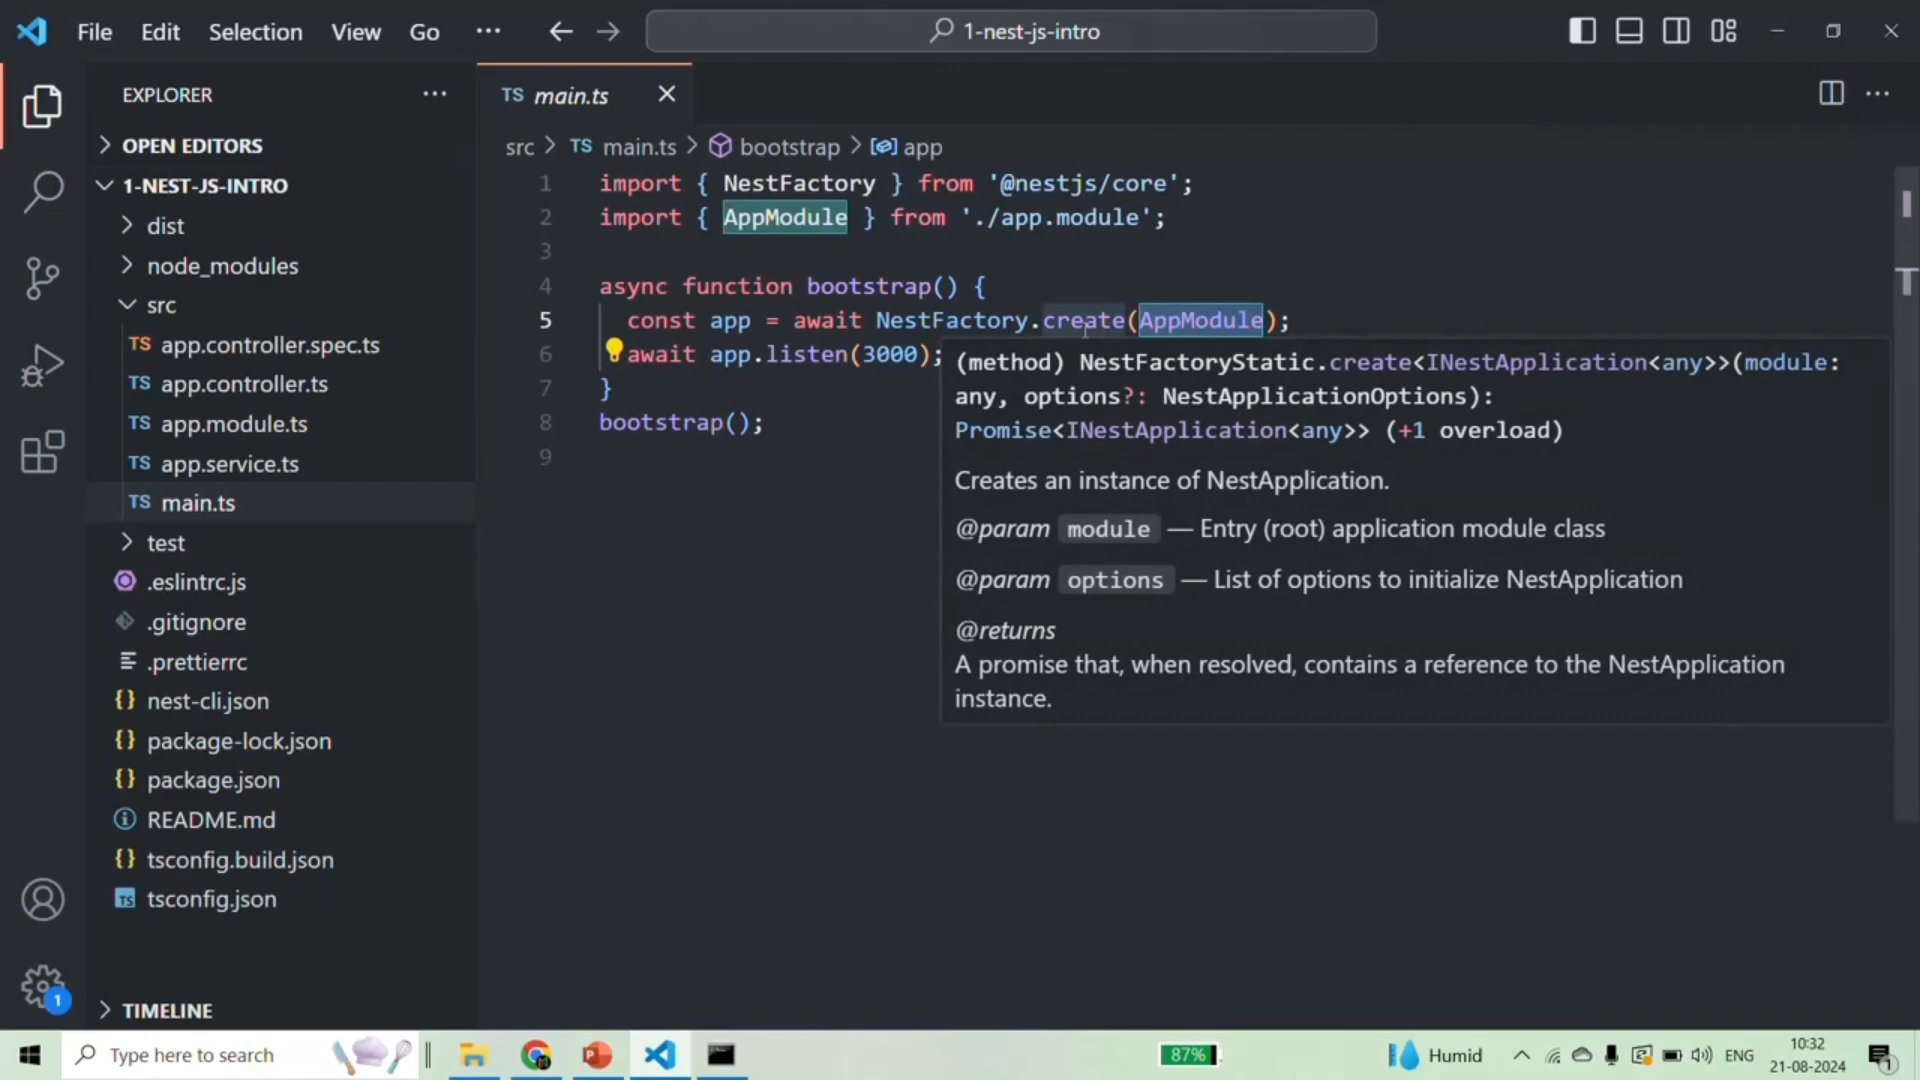 File Edit Selection View Go ··· 1-nest-js-intro
EXPLORER ···
OPEN EDITORS
1-NEST-JS-INTRO
dist
node_modules
src
TS app.controller.spec.ts
TS app.controller.ts
TS app.module.ts
TS app.service.ts
TS main.ts
test
.eslintrc.js
.gitignore
.prettierrc
{} nest-cli.json
{} package-lock.json
{} package.json
README.md
{} tsconfig.build.json
TS tsconfig.json
TIMELINE
1
TS main.ts
src > TS main.ts > bootstrap > app
1 import { NestFactory } from '@nestjs/core';
2 import { AppModule } from './app.module';
3
4 async function bootstrap() {
5 const app = await NestFactory.create(AppModule);
6 await app.listen(3000);
7 }
8 bootstrap();
9
(method) NestFactoryStatic.create<INestApplication<any>>(module:
any, options?: NestApplicationOptions):
Promise<INestApplication<any>> (+1 overload)
Creates an instance of NestApplication.
@param module — Entry (root) application module class
@param options — List of options to initialize NestApplication
@returns
A promise that, when resolved, contains a reference to the NestApplication
instance.
Type here to search
87%
Humid
ENG
10:32
21-08-2024
1